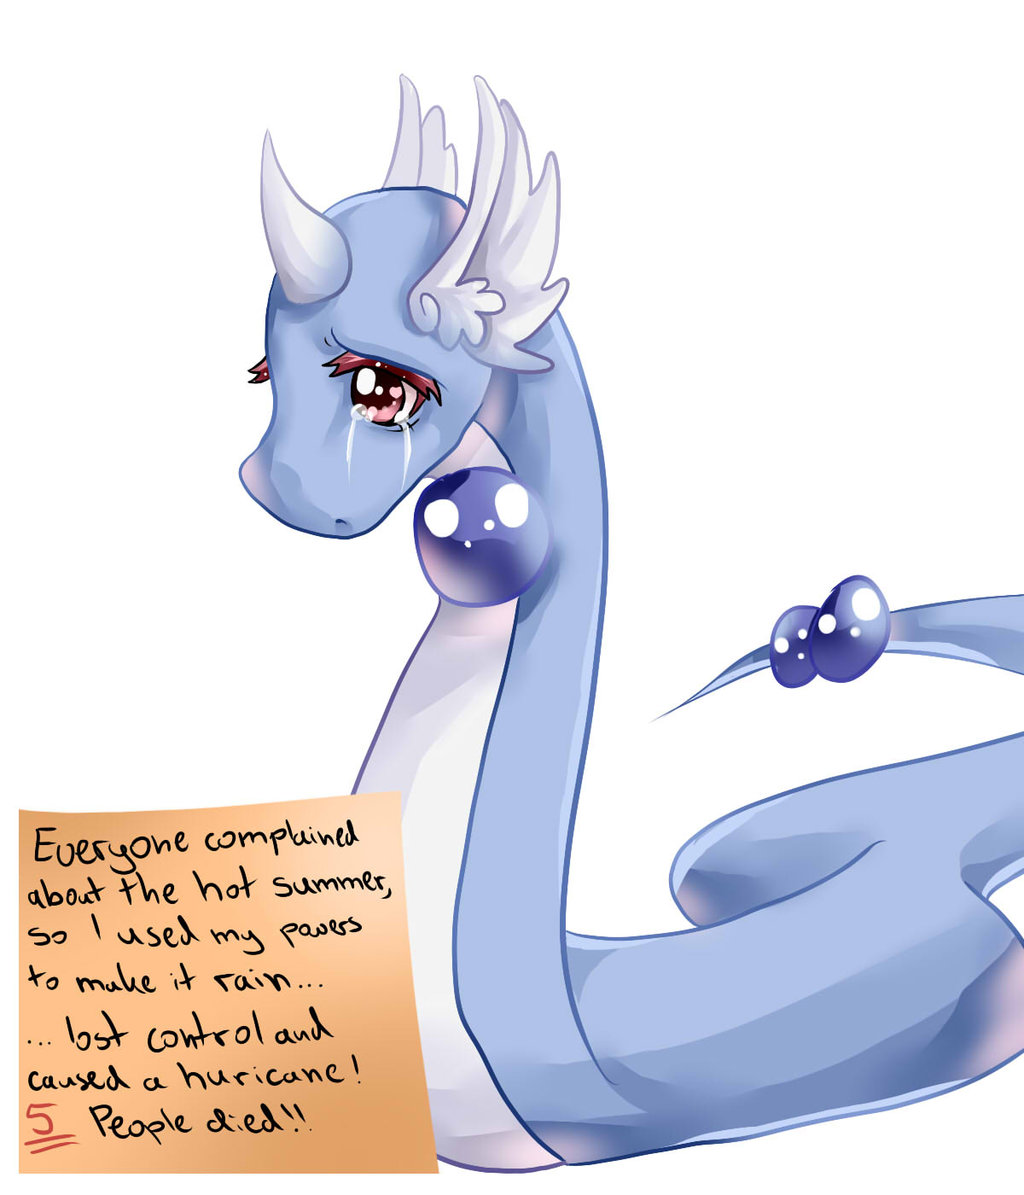 Everyone complained
about the hot summer,
so I used my powers
to make it rain...
... lost control and
caused a huricane!
5 People died!!